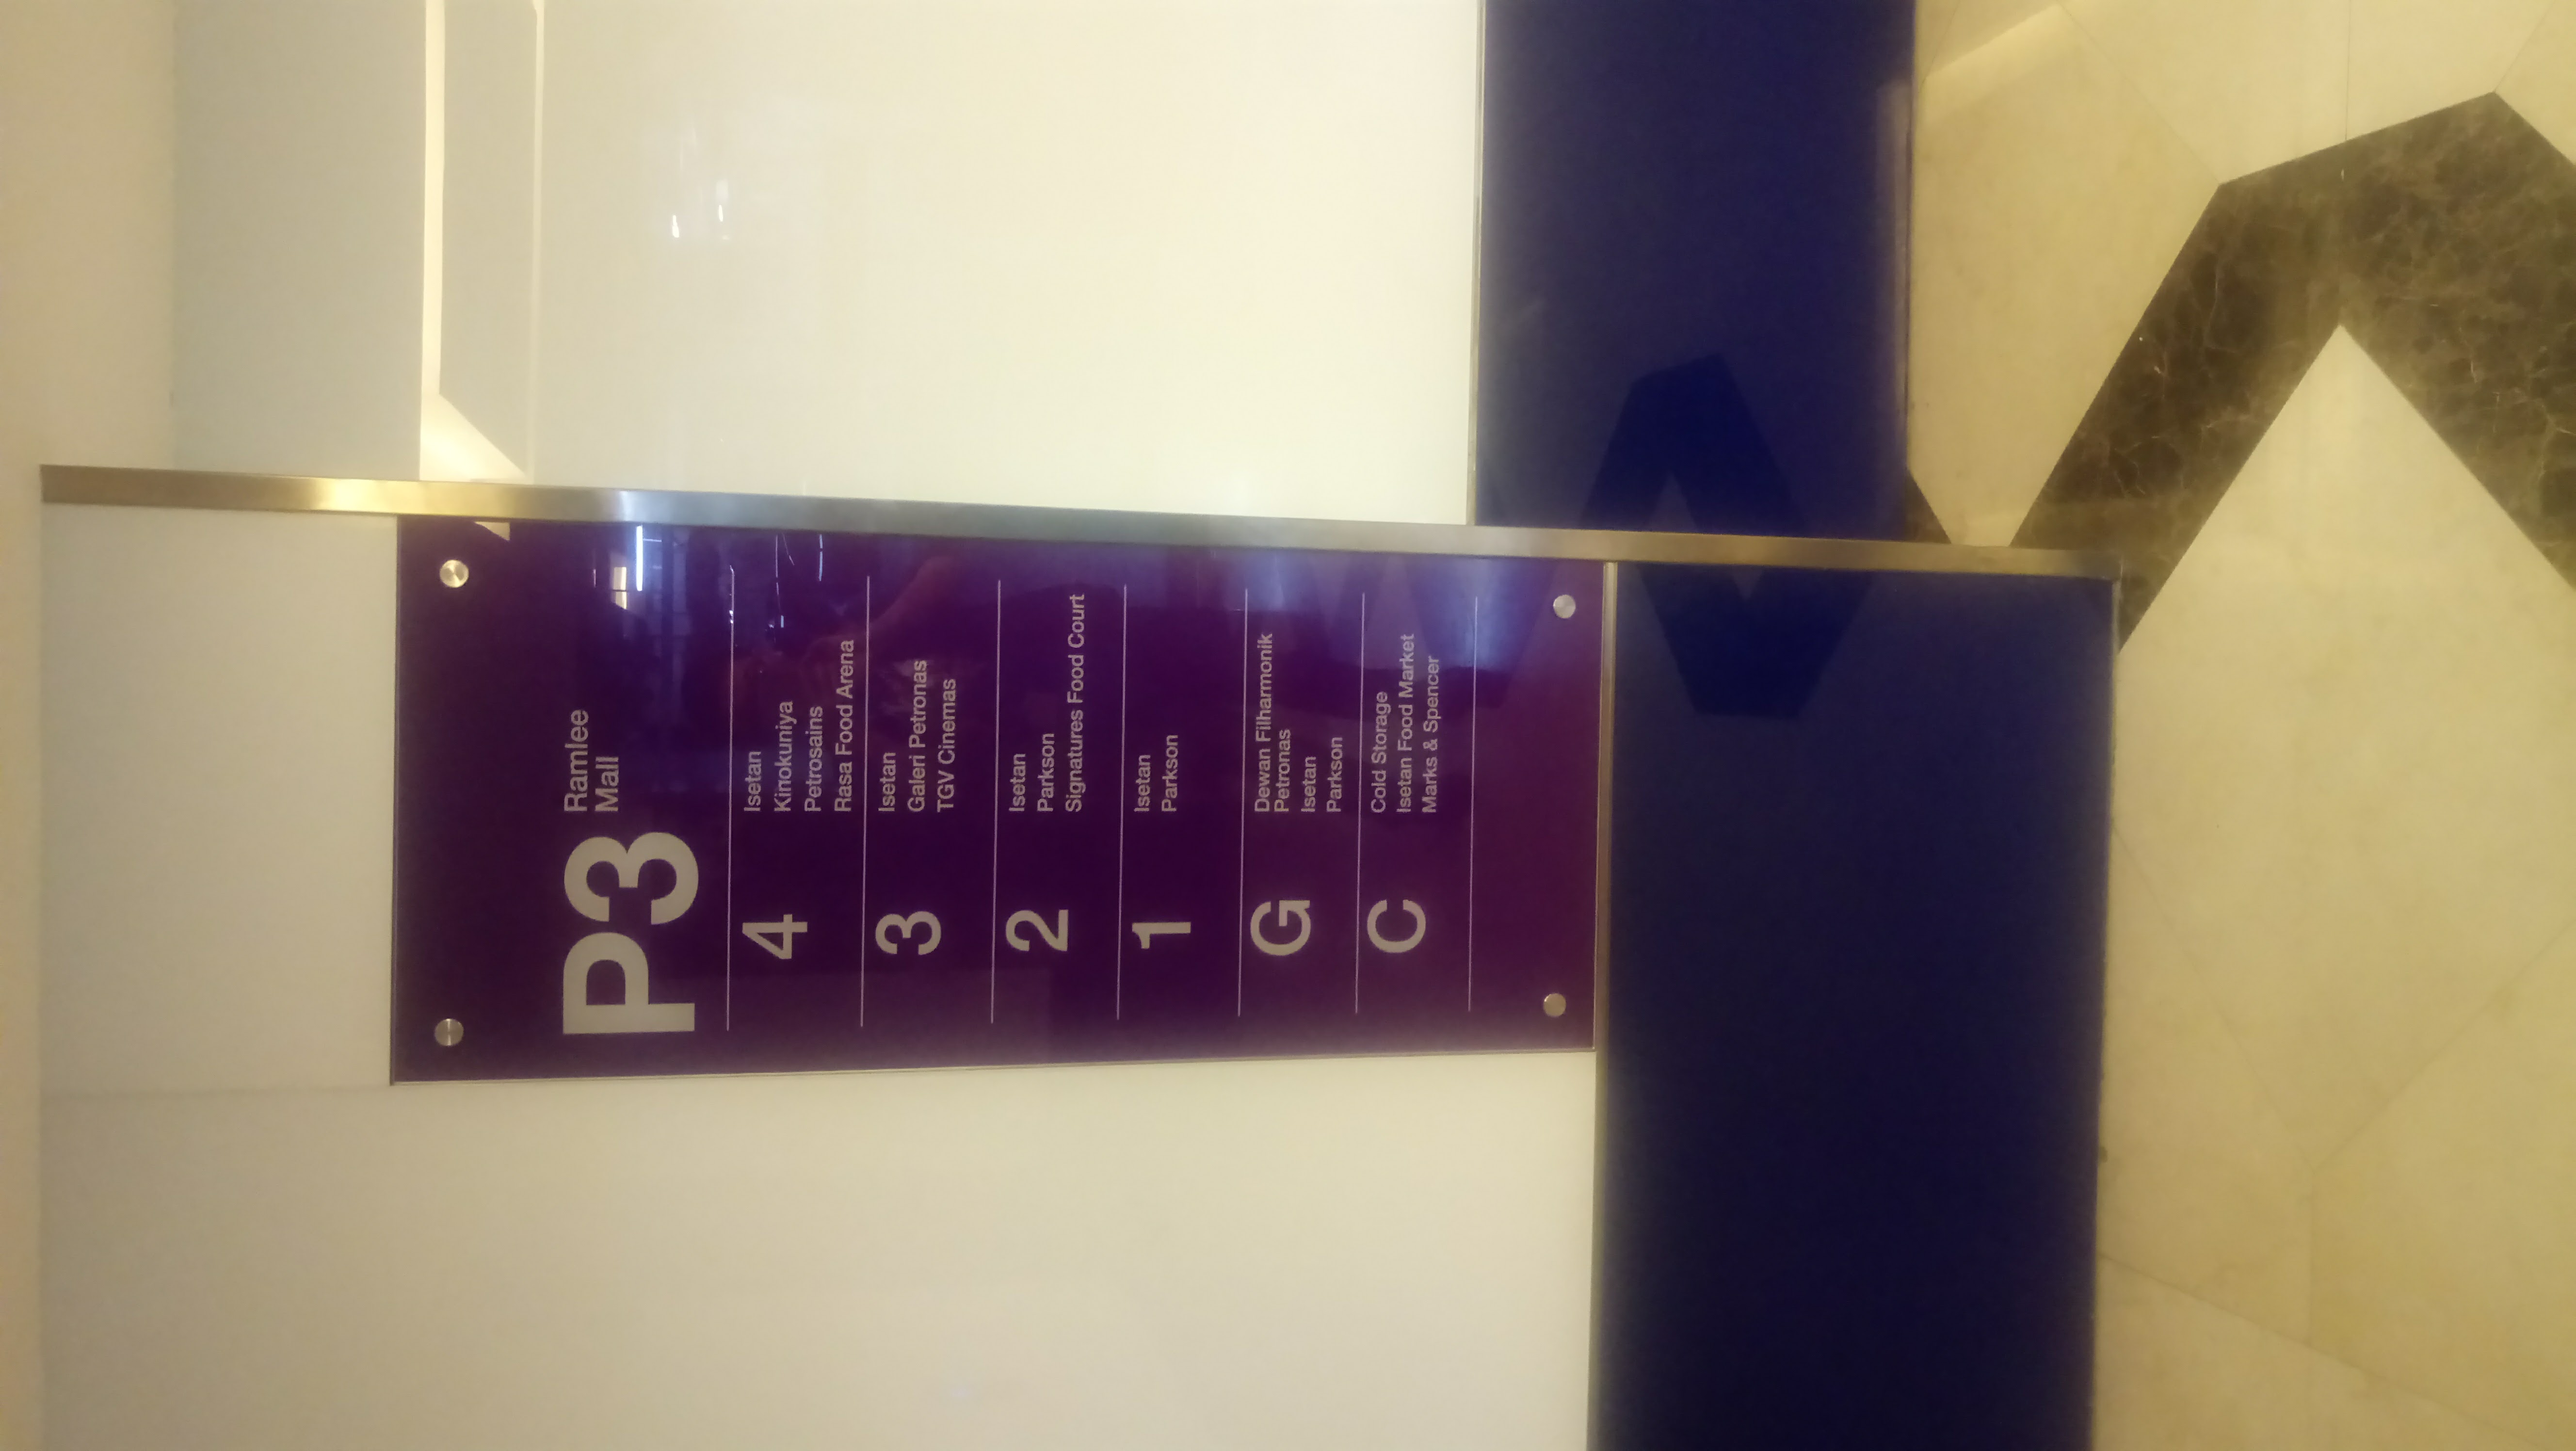 P3 Ramlee
Mall
4 Isetan
Kinokuniya
Petrosains
Rasa Food Arena
3 Isetan
Galeri Petronas
TGV Cinemas
2 Isetan
Parkson
Signatures Food Court
1 Isetan
Parkson
G Dewan Filharmonik
Petronas
Isetan
Parkson
C Cold Storage
Isetan Food Market
Marks & Spencer